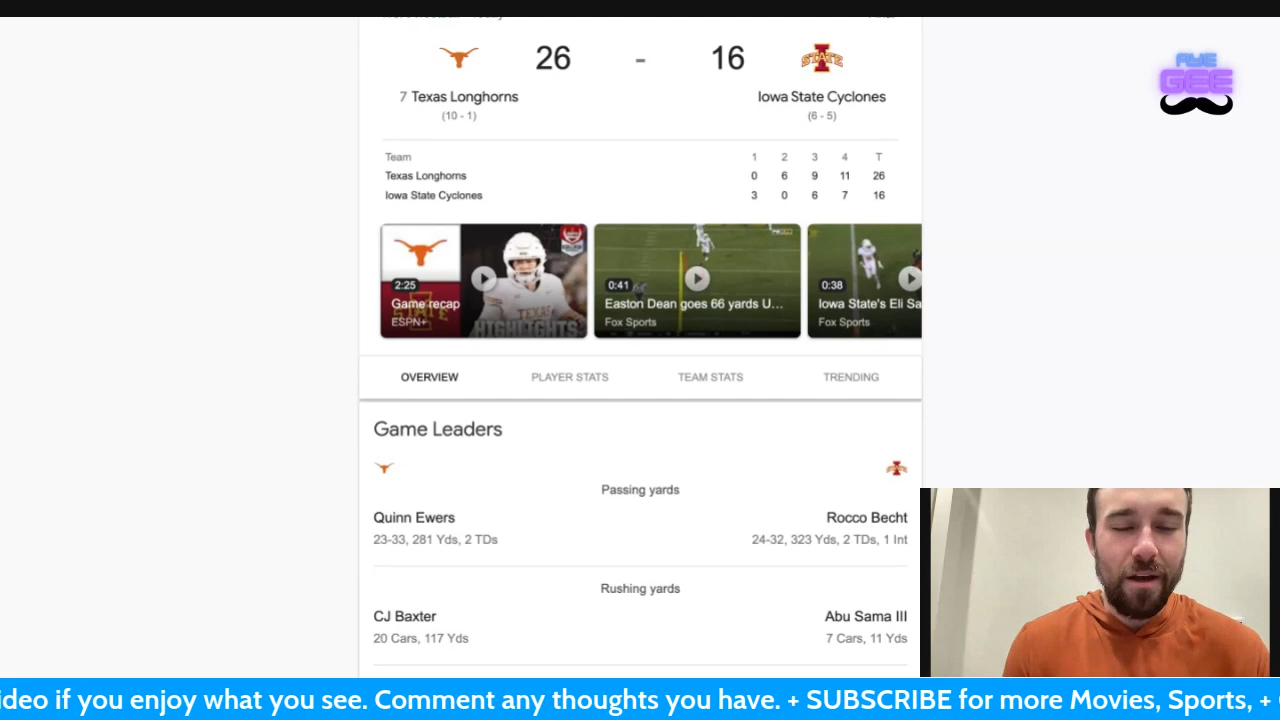 26 - 16
STATE
7 Texas Longhorns
Iowa State Cyclones
(10 - 1)
(6 - 5)
Team 1 2 3 4 T
Texas Longhorns 0 6 9 11 26
Iowa State Cyclones 3 0 6 7 16
2:25
Game recap
ESPN+
TEXAS
HIGHLIGHTS
0:41
Easton Dean goes 66 yards U...
Fox Sports
0:38
Iowa State's Eli Sa
Fox Sports
OVERVIEW PLAYER STATS TEAM STATS TRENDING
Game Leaders
Passing yards
Quinn Ewers Rocco Becht
23-33, 281 Yds, 2 TDs 24-32, 323 Yds, 2 TDs, 1 Int
Rushing yards
CJ Baxter Abu Sama III
20 Cars, 117 Yds 7 Cars, 11 Yds
AYE
GEE
ideo if you enjoy what you see. Comment any thoughts you have. + SUBSCRIBE for more Movies, Sports, +